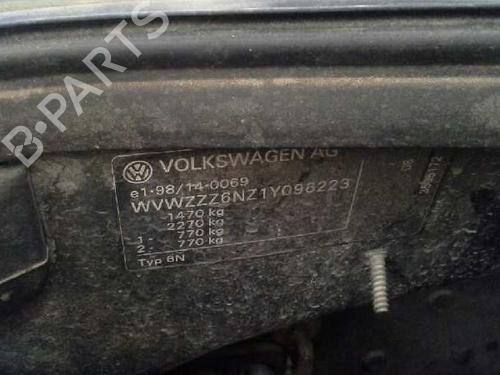 B-PARTS
VOLKSWAGEN AG
e1·98/14·0069
WVWZZZ6NZ1Y096223
1470 kg
2270 kg
1- 770 kg
2- 770 kg
Typ 6N
08